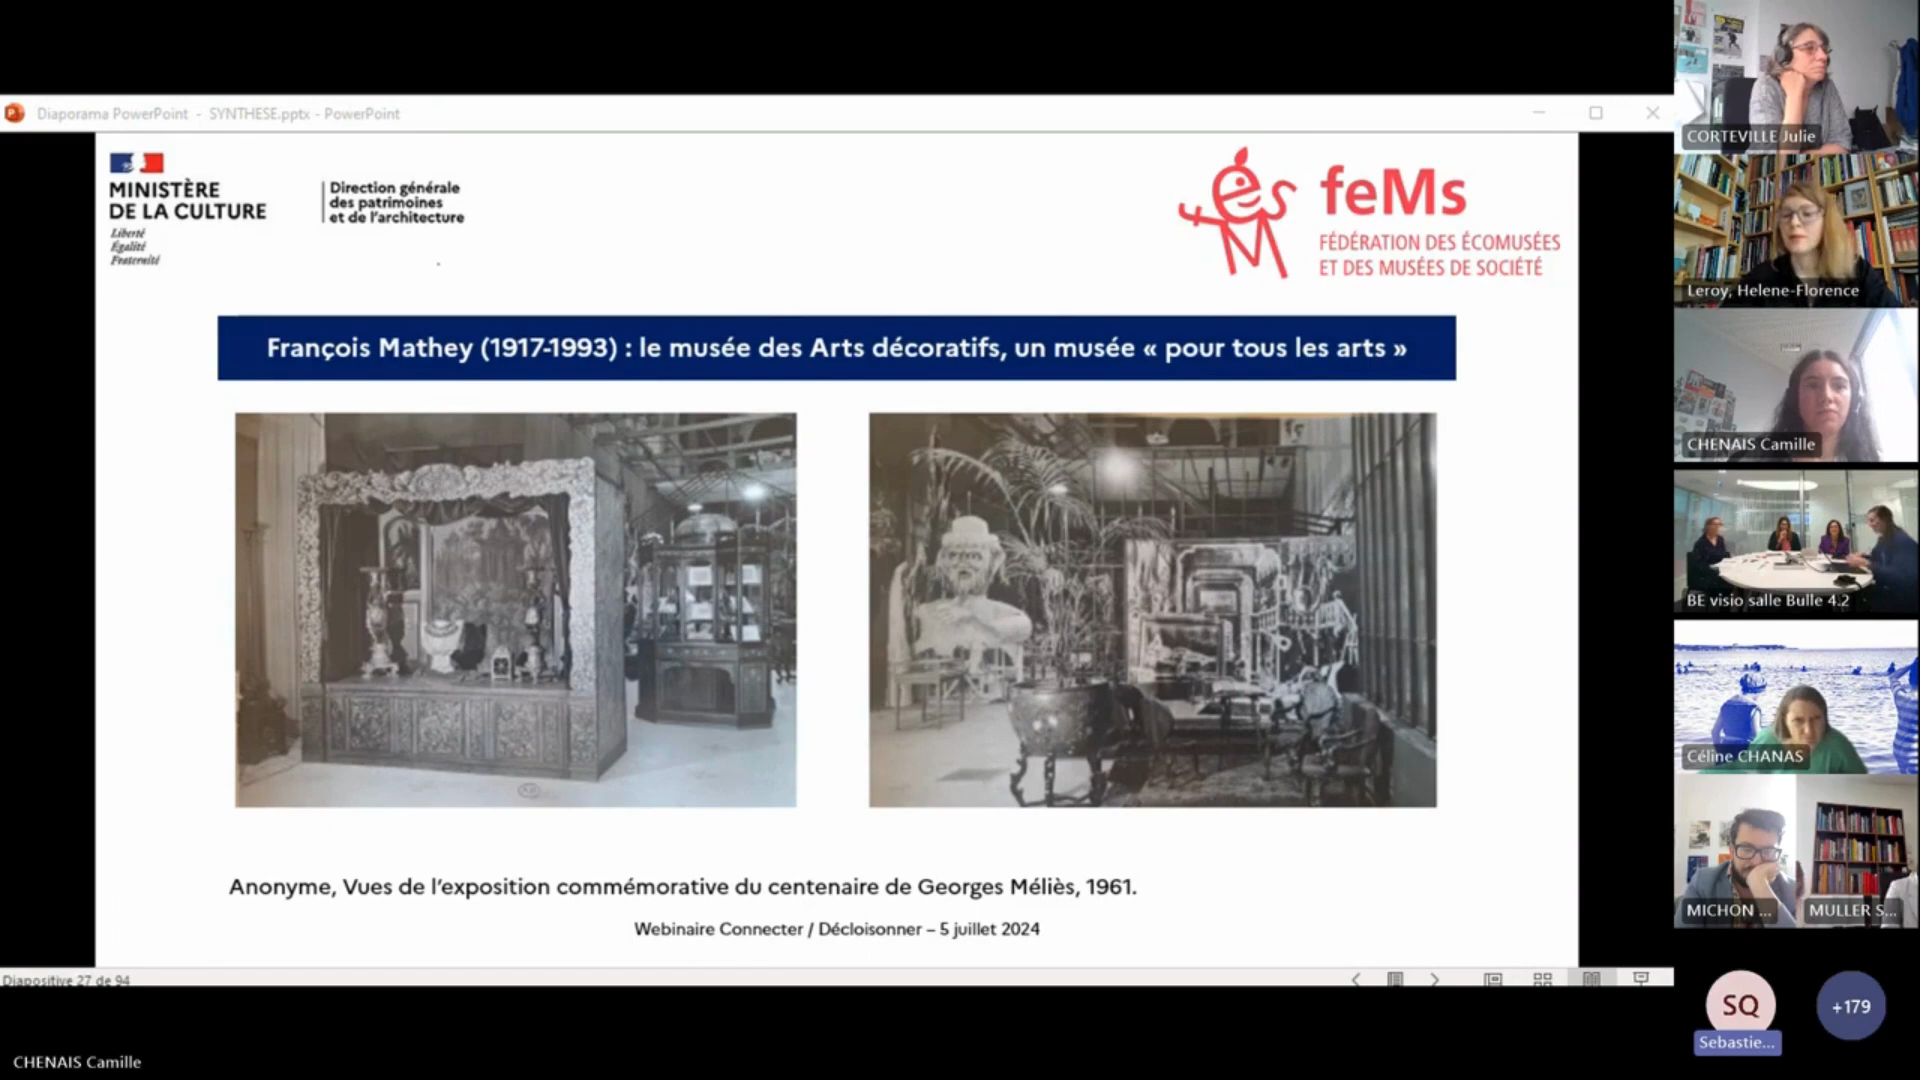 Diaporama PowerPoint - SYNTHESE.pptx - PowerPoint
MINISTÈRE
DE LA CULTURE
Liberté
Égalité
Fraternité
Direction générale
des patrimoines
et de l'architecture
feMs
FÉDÉRATION DES ÉCOMUSÉES
ET DES MUSÉES DE SOCIÉTÉ
François Mathey (1917-1993) : le musée des Arts décoratifs, un musée « pour tous les arts »
Anonyme, Vues de l'exposition commémorative du centenaire de Georges Méliès, 1961.
Webinaire Connecter / Décloisonner – 5 juillet 2024
Diapositive 27 de 94
CHENAIS Camille
CORTEVILLE Julie
Leroy, Helene-Florence
CHENAIS Camille
BE visio salle Bulle 4.2
Céline CHANAS
MICHON ...
MULLER S...
SQ
Sebastie...
+179